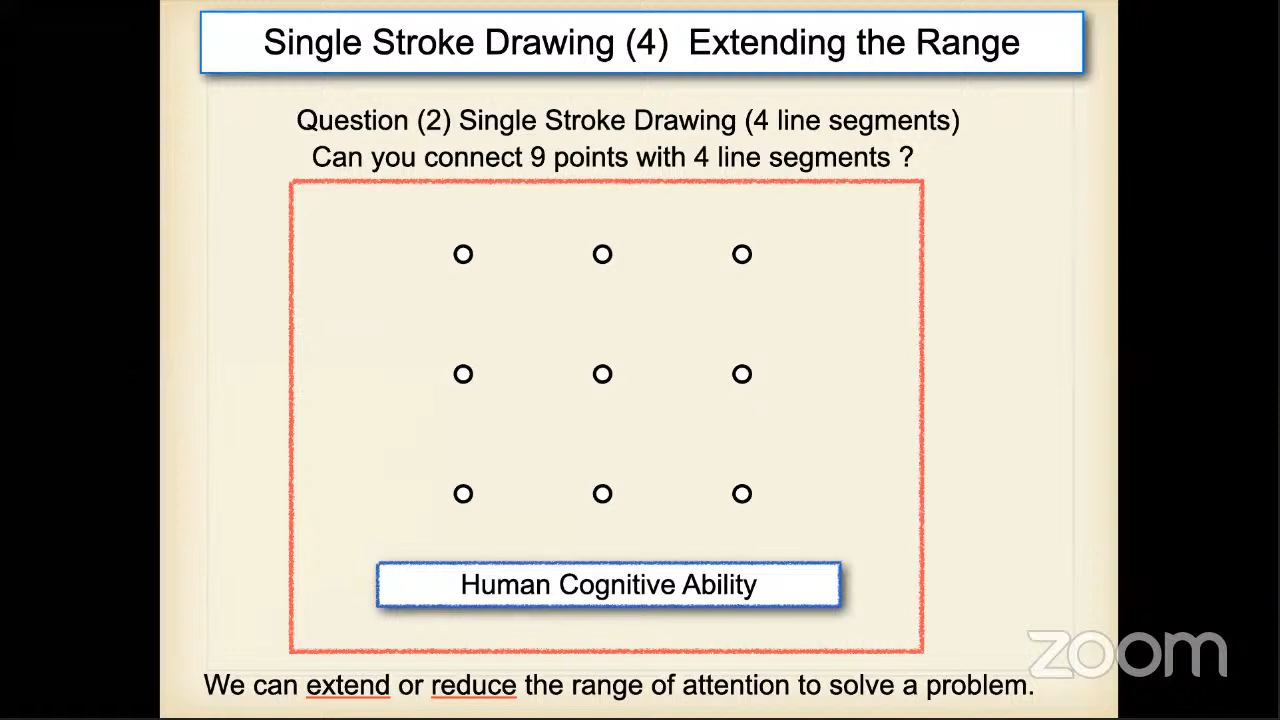 Single Stroke Drawing (4) Extending the Range
Question (2) Single Stroke Drawing (4 line segments)
Can you connect 9 points with 4 line segments ?
Human Cognitive Ability
zoom
We can extend or reduce the range of attention to solve a problem.